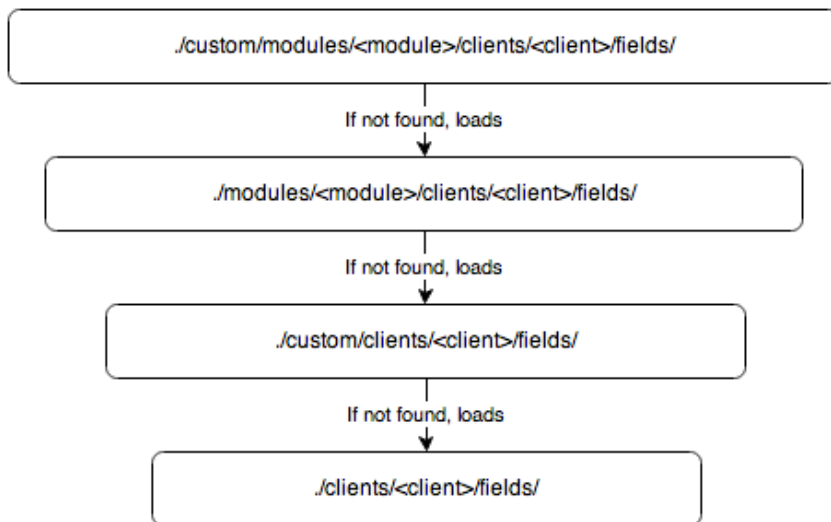 ./custom/modules/<module>/clients/<client>/fields/
If not found, loads
./modules/<module>/clients/<client>/fields/
If not found, loads
./custom/clients/<client>/fields/
If not found, loads
./clients/<client>/fields/